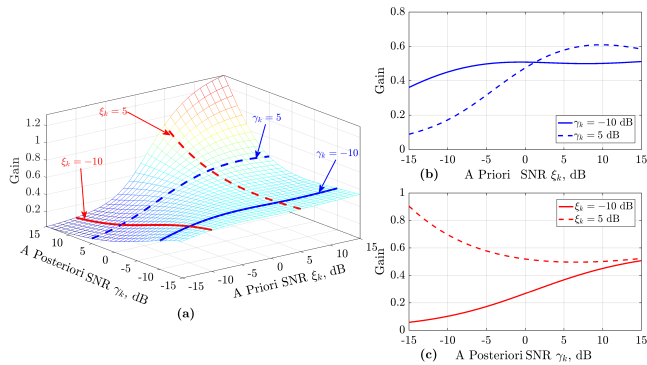 1.2
1
0.8
0.6
0.4
0.2
Gain
ξk = 5
ξk = −10
γk = 5
γk = −10
15
10
5
0
-5
-10
-15
A Posteriori SNR γk, dB
-15
-10
-5
0
5
10
15
A Priori SNR ξk, dB
(a)
0.8
0.6
0.4
0.2
0
Gain
γk = −10 dB
γk = 5 dB
-15
-10
-5
0
5
10
15
(b)
A Priori SNR ξk, dB
1
0.8
0.6
0.4
0.2
0
Gain
ξk = −10 dB
ξk = 5 dB
-15
-10
-5
0
5
10
15
(c)
A Posteriori SNR γk, dB